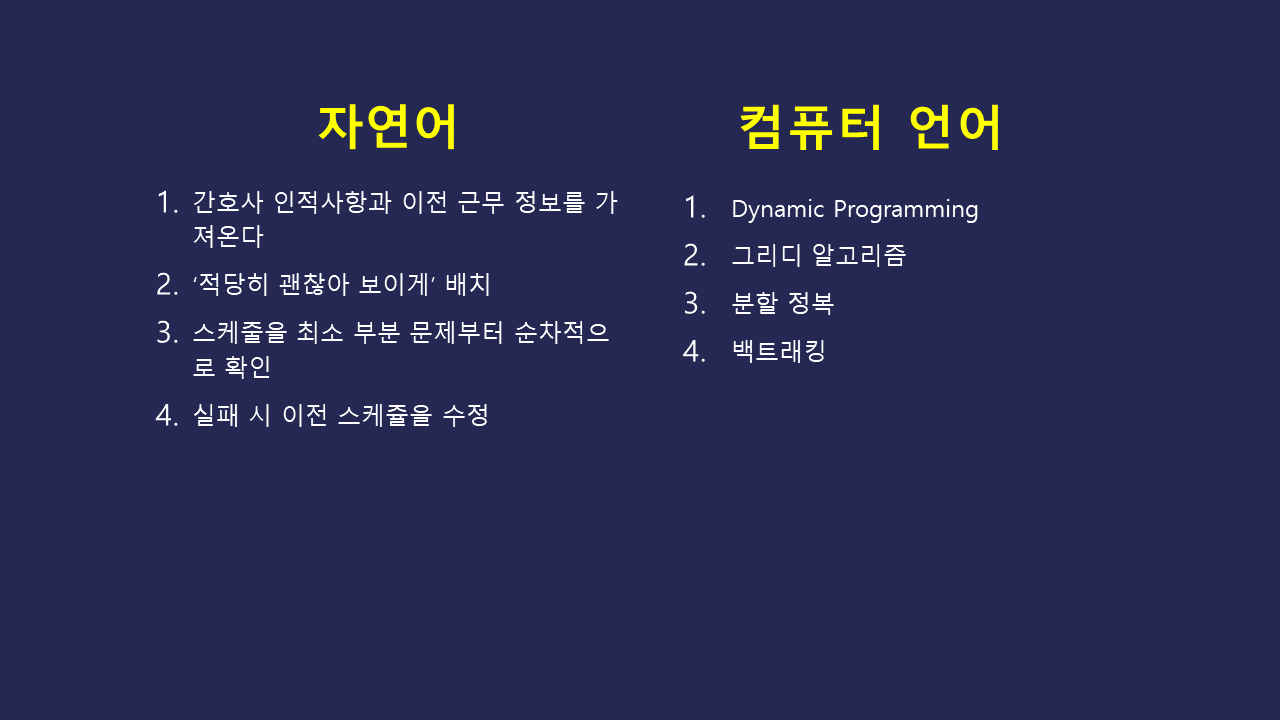 자연어
1. 간호사 인적사항과 이전 근무 정보를 가
져온다
2. ‘적당히 괜찮아 보이게’ 배치
3. 스케줄을 최소 부분 문제부터 순차적으
로 확인
4. 실패 시 이전 스케쥴을 수정
컴퓨터 언어
1. Dynamic Programming
2. 그리디 알고리즘
3. 분할 정복
4. 백트래킹